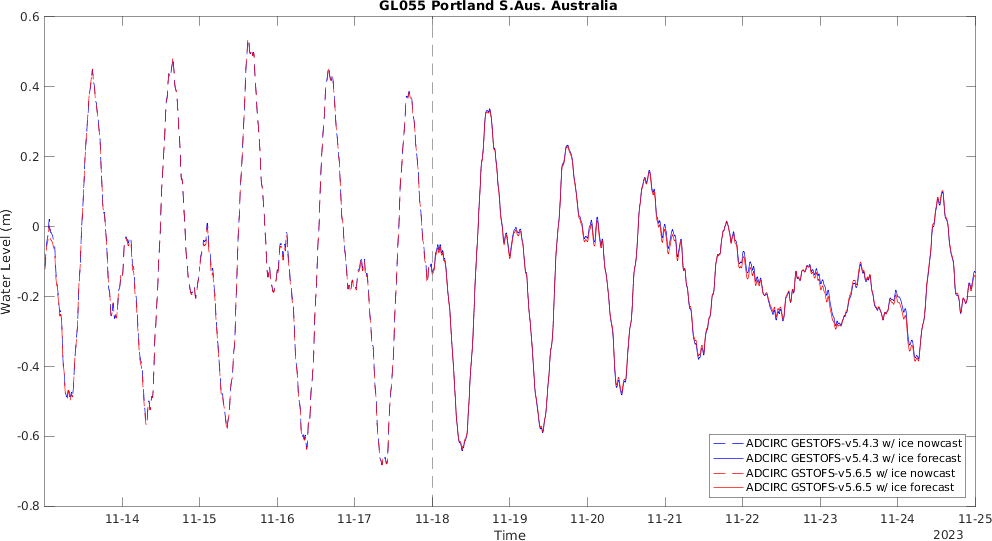 GL055 Portland S.Aus. Australia
0.6
0.4
0.2
0
-0.2
-0.4
-0.6
-0.8
Water Level (m)
ADCIRC GESTOFS-v5.4.3 w/ ice nowcast
ADCIRC GESTOFS-v5.4.3 w/ ice forecast
ADCIRC GSTOFS-v5.6.5 w/ ice nowcast
ADCIRC GSTOFS-v5.6.5 w/ ice forecast
11-14 11-15 11-16 11-17 11-18 11-19 11-20 11-21 11-22 11-23 11-24 11-25
Time
2023